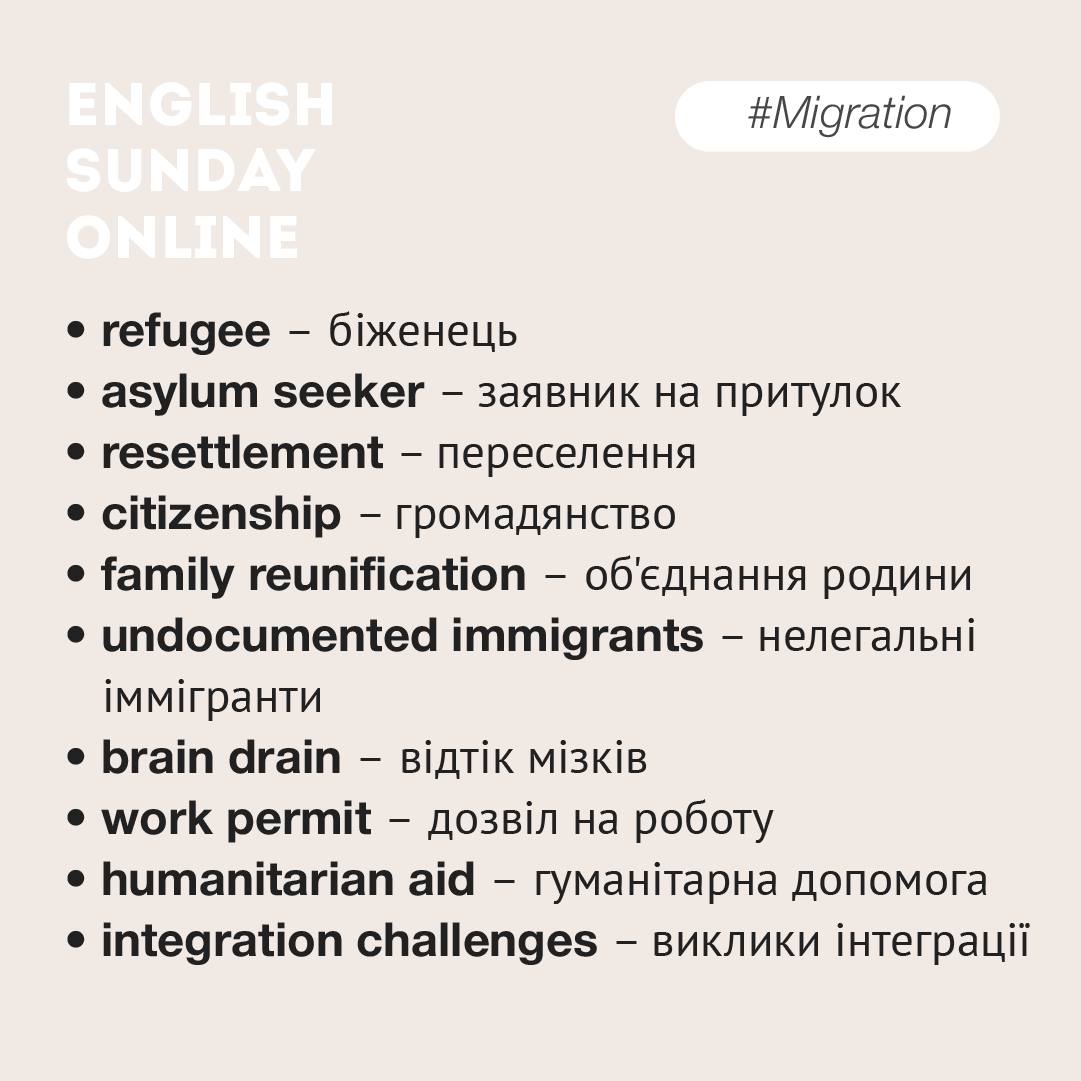 ENGLISH
SUNDAY
ONLINE
#Migration
• refugee – біженець
• asylum seeker – заявник на притулок
• resettlement – переселення
• citizenship – громадянство
• family reunification – об'єднання родини
• undocumented immigrants – нелегальні
іммігранти
• brain drain – відтік мізків
• work permit – дозвіл на роботу
• humanitarian aid – гуманітарна допомога
• integration challenges – виклики інтеграції